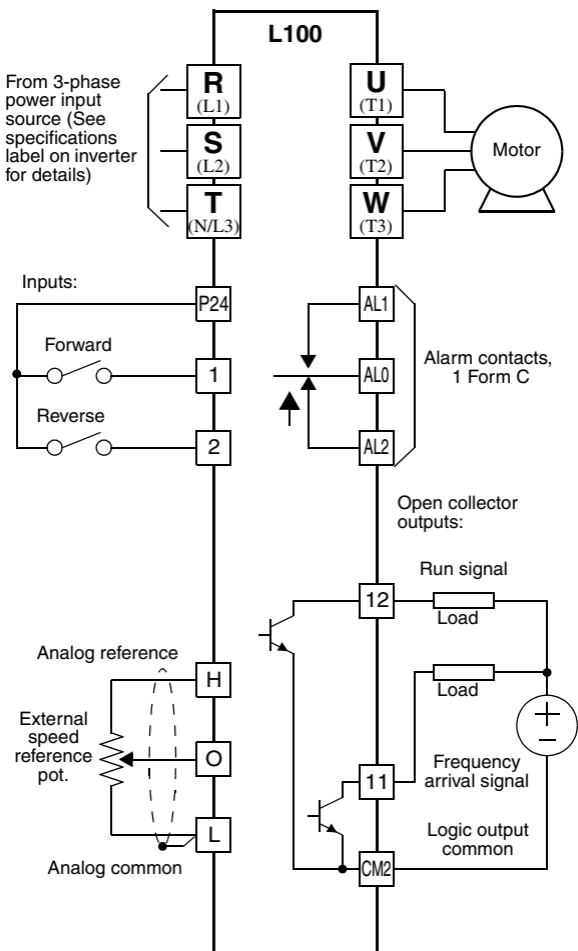 L100
From 3-phase
power input
source (See
specifications
label on inverter
for details)
R
(L1)
S
(L2)
T
(N/L3)
U
(T1)
V
(T2)
W
(T3)
Motor
Inputs:
P24
Forward
1
Reverse
2
AL1
AL0
AL2
Alarm contacts,
1 Form C
Open collector
outputs:
Run signal
12
Load
Load
Analog reference
H
External
speed
reference
pot.
O
L
Analog common
+
−
11
Frequency
arrival signal
Logic output
common
CM2